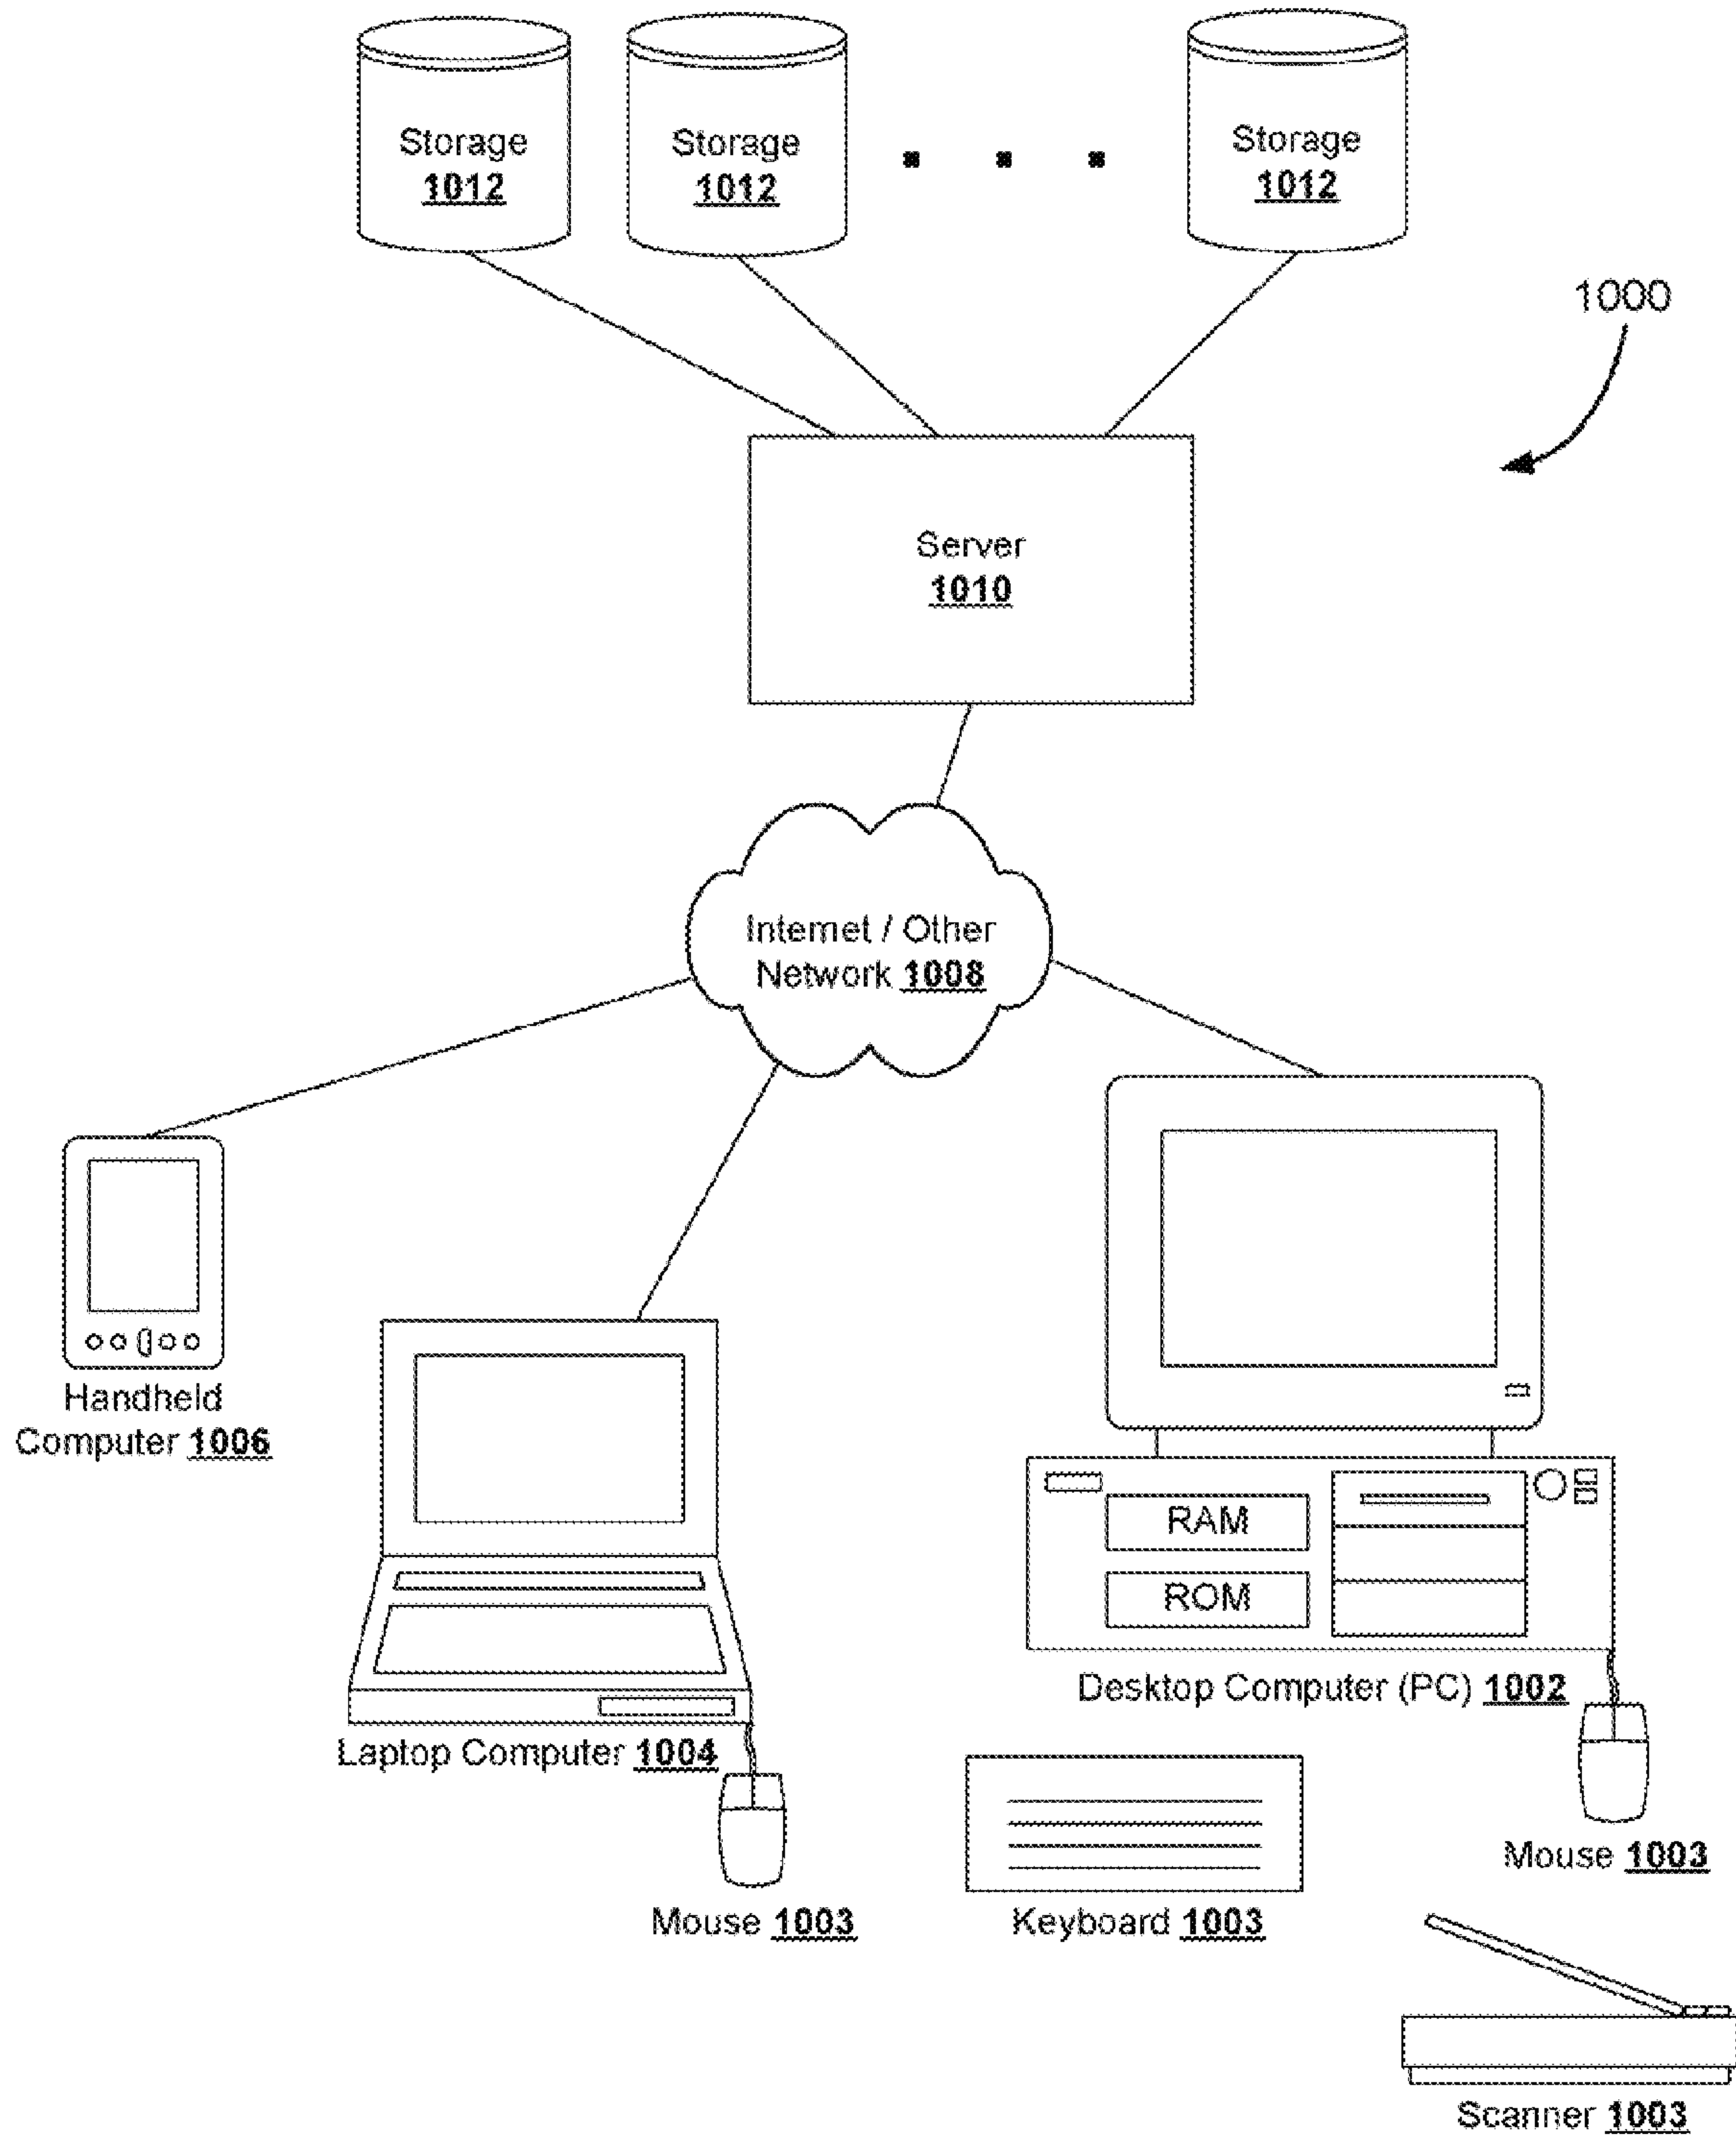 Storage
1012
Storage
1012
Storage
1012
1000
Server
1010
Internet / Other
Network 1008
Handheld
Computer 1006
RAM
ROM
Desktop Computer (PC) 1002
Laptop Computer 1004
Mouse 1003
Mouse 1003
Keyboard 1003
Scanner 1003